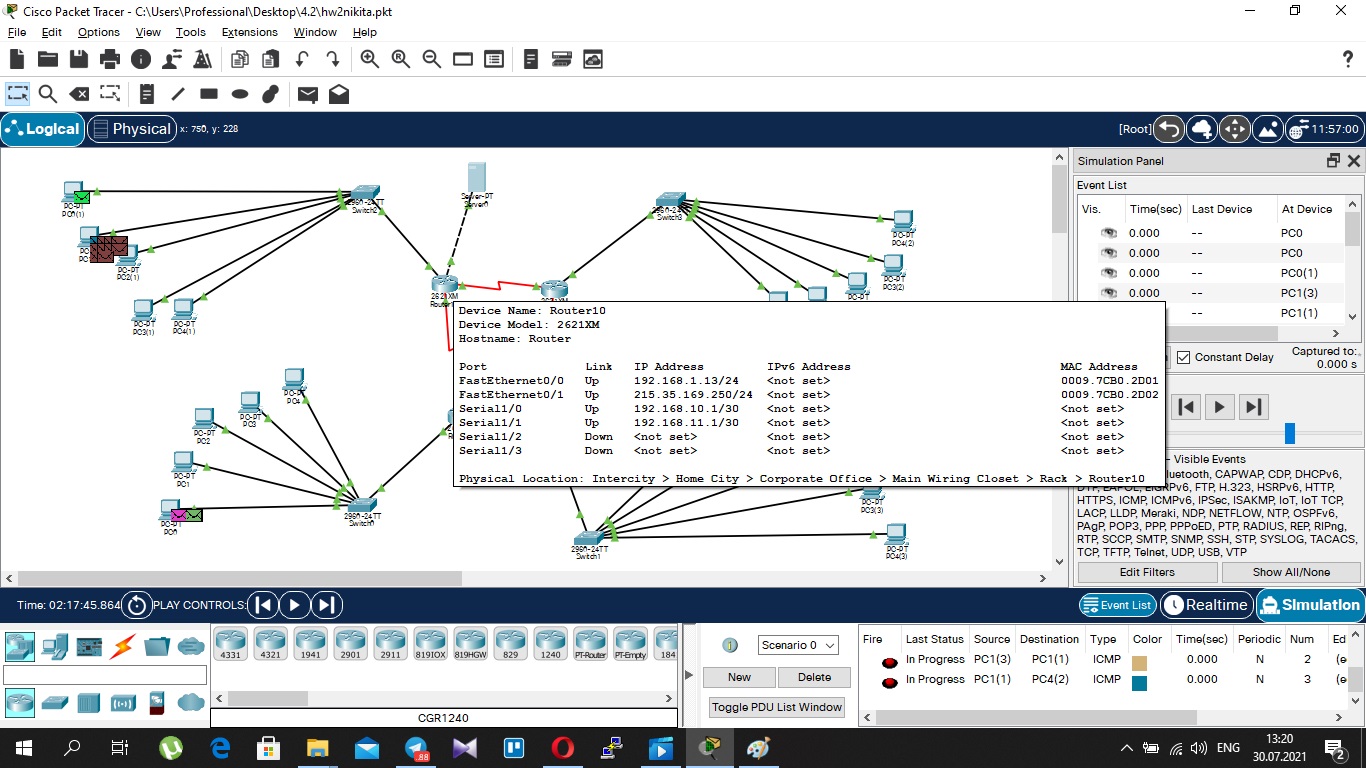 Cisco Packet Tracer - C:\Users\Professional\Desktop\4.2\hw2nikita.pkt
File Edit Options View Tools Extensions Window Help
Logical Physical x: 750, y: 228 [Root] 11:57:00
Simulation Panel
Event List
Vis. Time(sec) Last Device At Device
0.000 -- PC0
0.000 -- PC0
0.000 -- PC0(1)
0.000 -- PC1(3)
0.000 -- PC1(1)
Constant Delay Captured to:
0.000 s
Server-PT
PC-PT
2960-24TT
Switch2
2960-24TT
Switch3
PC-PT
PC4(2)
PC-PT
PC3(2)
PC-PT
PC-PT
PC-PT
PC2(1)
PC-PT
PC3(1)
PC-PT
PC4(1)
2621XM
2621XM
Device Name: Router10
Device Model: 2621XM
Hostname: Router
Port Link IP Address IPv6 Address MAC Address
FastEthernet0/0 Up 192.168.1.13/24 <not set> 0009.7CB0.2D01
FastEthernet0/1 Up 215.35.169.250/24 <not set> 0009.7CB0.2D02
Serial1/0 Up 192.168.10.1/30 <not set> <not set>
Serial1/1 Up 192.168.11.1/30 <not set> <not set>
Serial1/2 Down <not set> <not set> <not set>
Serial1/3 Down <not set> <not set> <not set>
Physical Location: Intercity > Home City > Corporate Office > Main Wiring Closet > Rack > Router10
PC-PT
PC4
PC-PT
PC3
PC-PT
PC2
PC-PT
PC1
PC-PT
2960-24TT
2960-24TT
Switch1
PC3(3)
PC-PT
PC4(3)
- Visible Events
Bluetooth, CAPWAP, CDP, DHCPv6,
DTP, EAPOL, EIGRPv6, FTP, H.323, HSRPv6, HTTP,
HTTPS, ICMP, ICMPv6, IPSec, ISAKMP, IoT, IoT TCP,
LACP, LLDP, Meraki, NDP, NETFLOW, NTP, OSPFv6,
PAgP, POP3, PPP, PPPoED, PTP, RADIUS, REP, RIPng,
RTP, SCCP, SMTP, SNMP, SSH, STP, SYSLOG, TACACS,
TCP, TFTP, Telnet, UDP, USB, VTP
Edit Filters Show All/None
Time: 02:17:45.864 PLAY CONTROLS: Event List Realtime Simulation
4331 4321 1941 2901 2911 819IOX 819HGW 829 1240 PT-Router PT-Empty 184
CGR1240
Scenario 0
New Delete
Toggle PDU List Window
Fire Last Status Source Destination Type Color Time(sec) Periodic Num Ed
In Progress PC1(3) PC1(1) ICMP 0.000 N 2 (e
In Progress PC1(1) PC4(2) ICMP 0.000 N 3 (e
88
ENG
13:20
30.07.2021
2